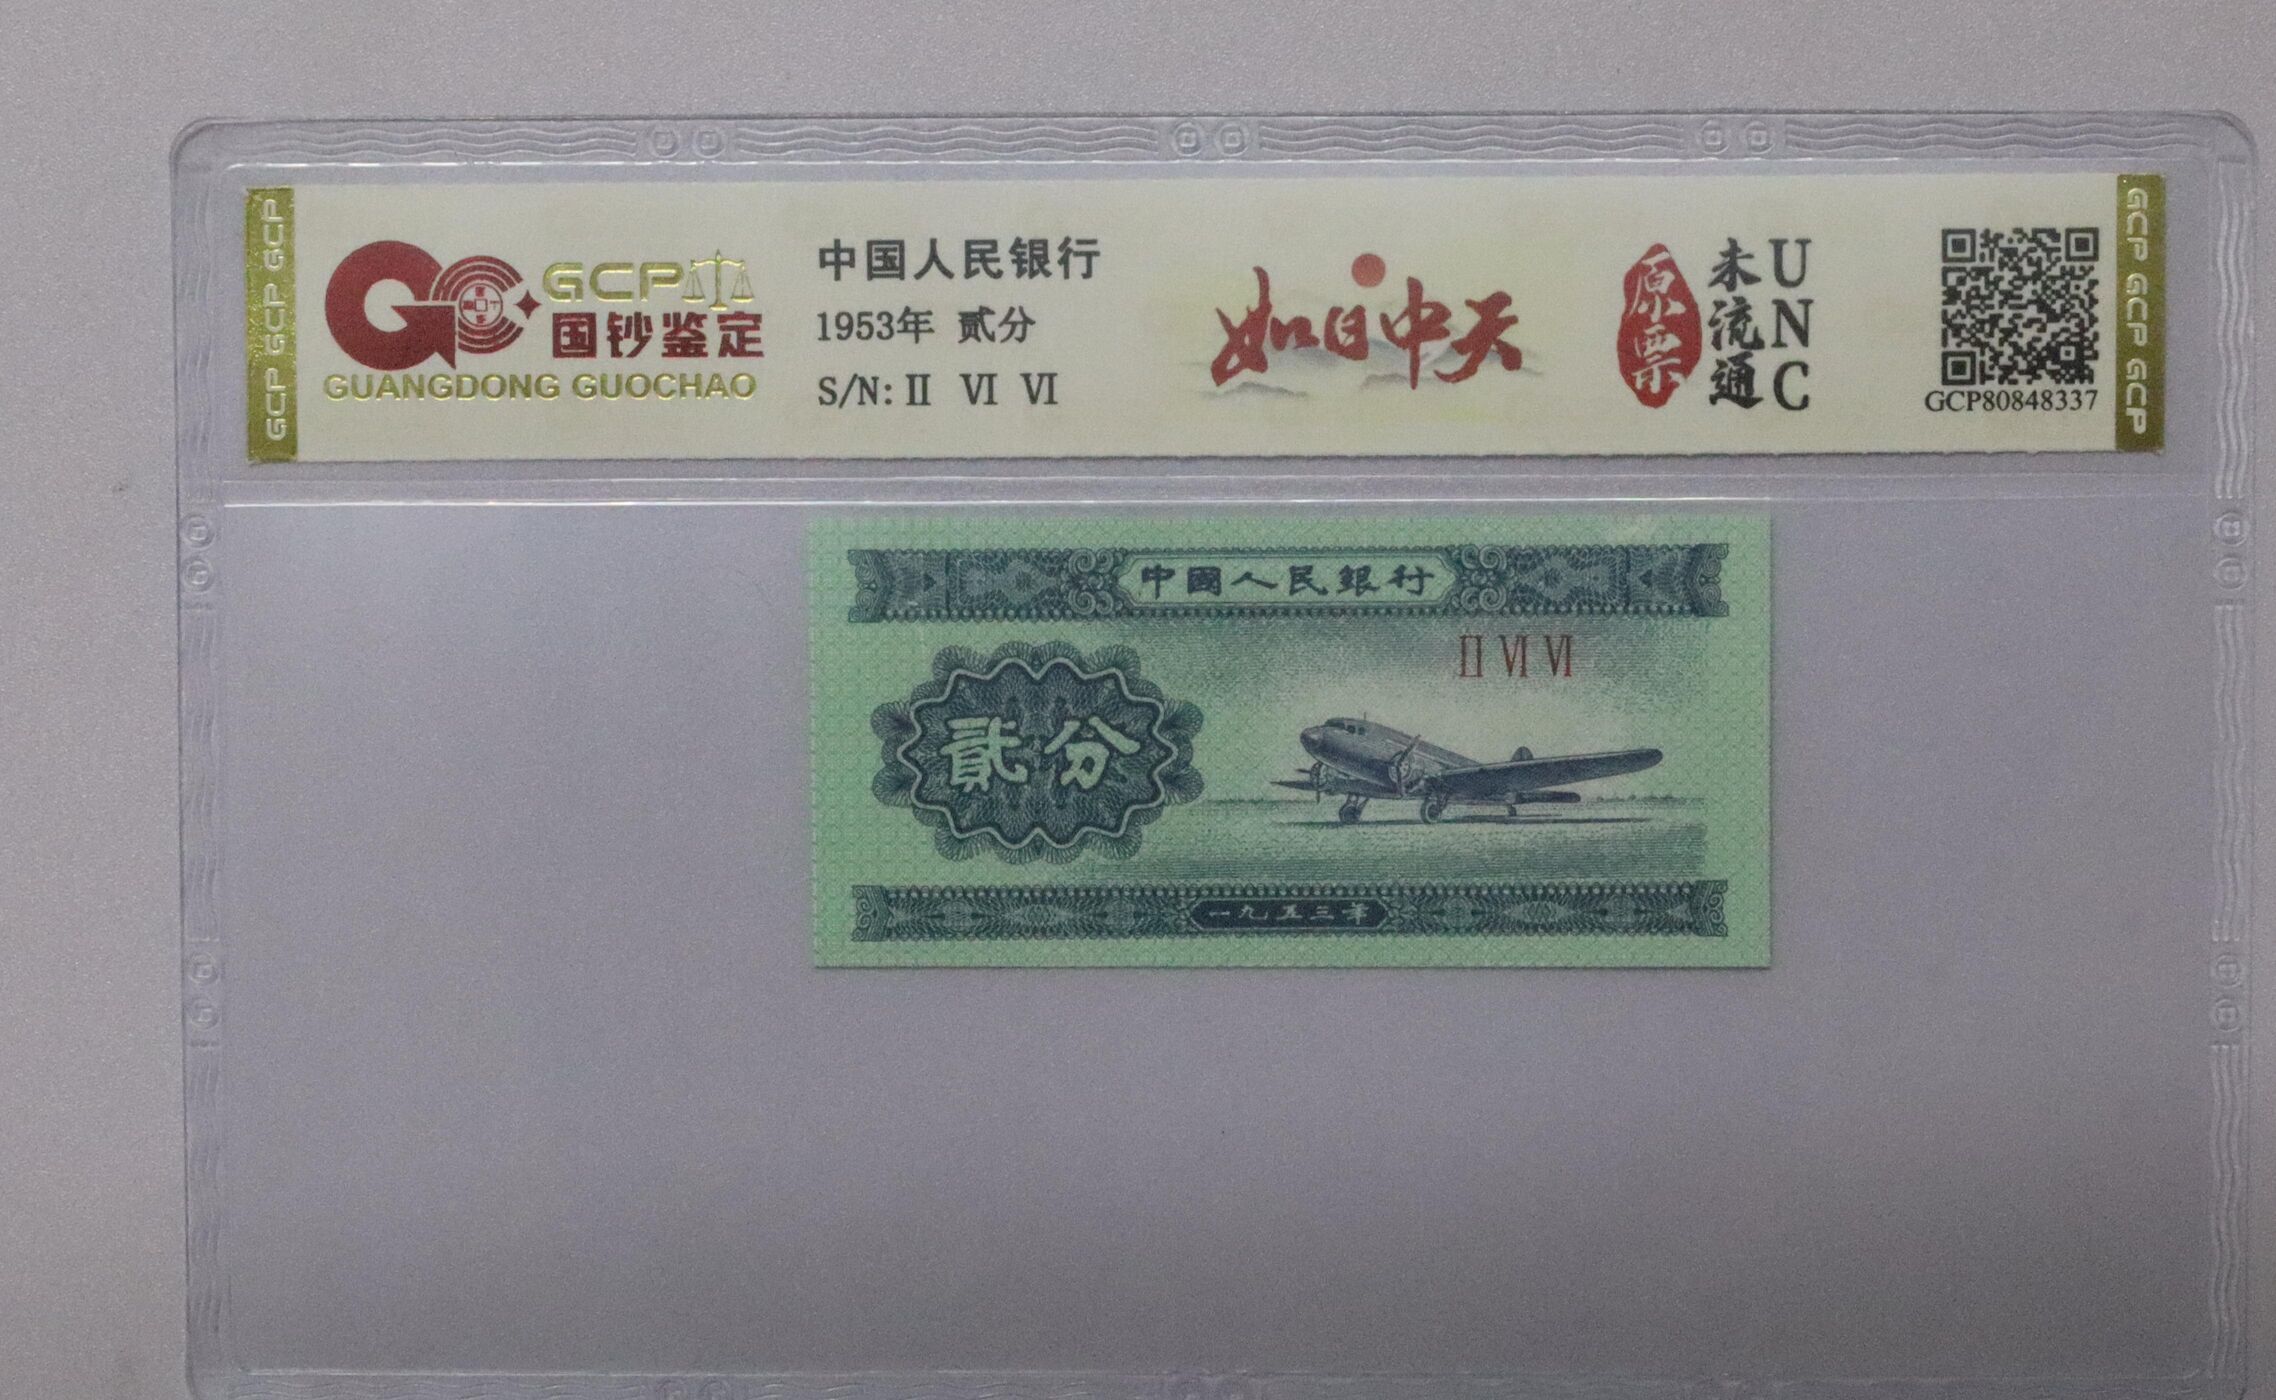 GCP GCP GCP
GCP
国钞鉴定
GUANGDONG GUOCHAO
中国人民银行
1953年 贰分
S/N: Ⅱ Ⅵ Ⅵ
如日中天
原票
未流通
UNC
GCP80848337
GCP GCP GCP
中國人民銀行
Ⅱ Ⅵ Ⅵ
貳分
一九五三年